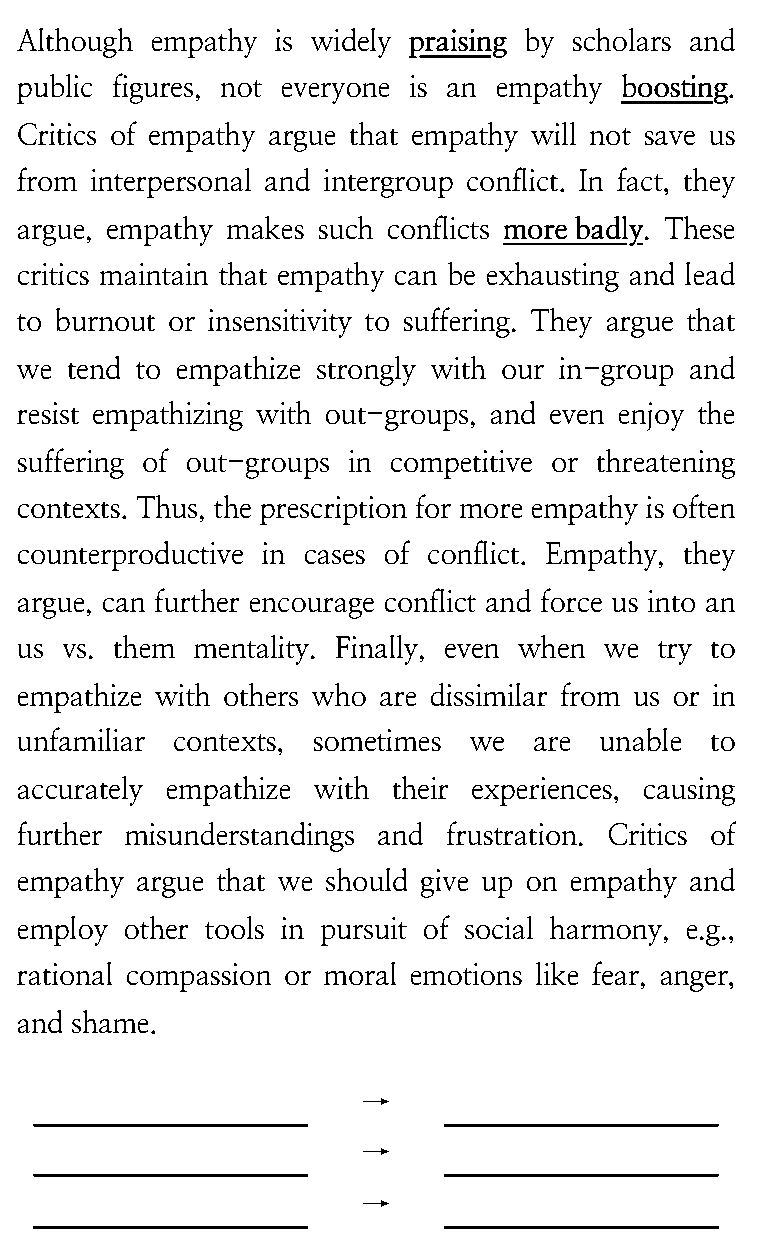 Although empathy is widely praising by scholars and
public figures, not everyone is an empathy boosting.
Critics of empathy argue that empathy will not save us
from interpersonal and intergroup conflict. In fact, they
argue, empathy makes such conflicts more badly. These
critics maintain that empathy can be exhausting and lead
to burnout or insensitivity to suffering. They argue that
we tend to empathize strongly with our in-group and
resist empathizing with out-groups, and even enjoy the
suffering of out-groups in competitive or threatening
contexts. Thus, the prescription for more empathy is often
counterproductive in cases of conflict. Empathy, they
argue, can further encourage conflict and force us into an
us vs. them mentality. Finally, even when we try to
empathize with others who are dissimilar from us or in
unfamiliar contexts, sometimes we are unable to
accurately empathize with their experiences, causing
further misunderstandings and frustration. Critics of
empathy argue that we should give up on empathy and
employ other tools in pursuit of social harmony, e.g.,
rational compassion or moral emotions like fear, anger,
and shame.
→
→
→